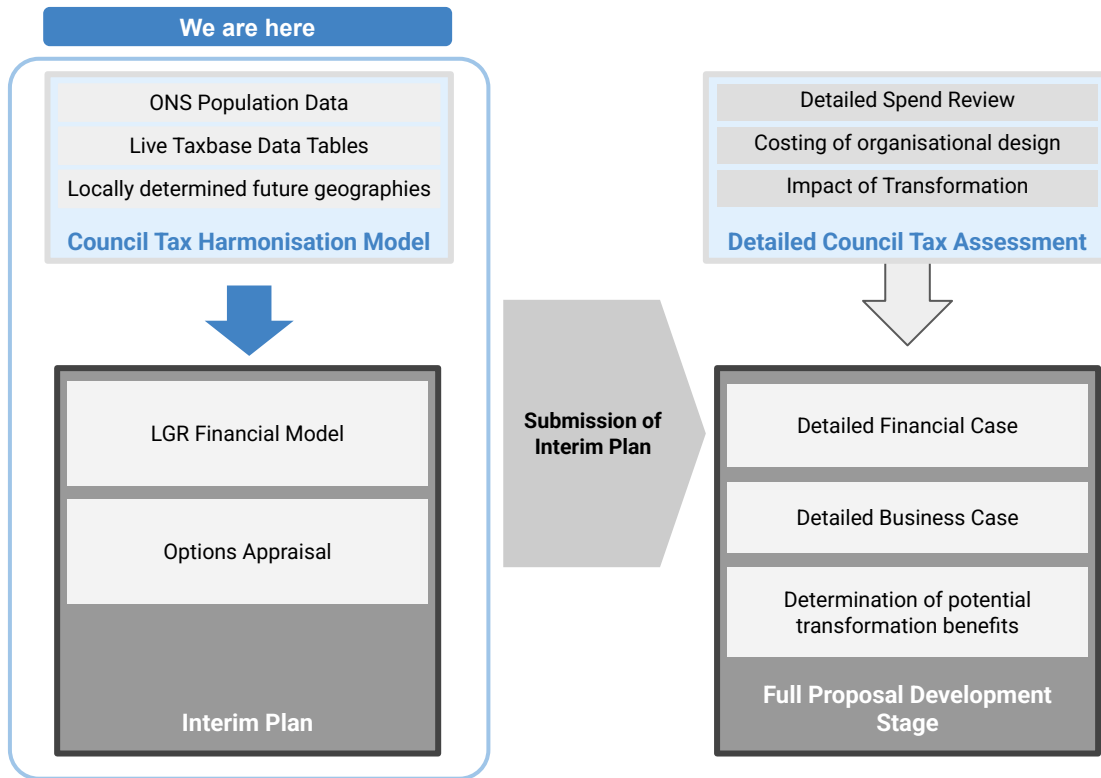 We are here
ONS Population Data
Live Taxbase Data Tables
Locally determined future geographies
Council Tax Harmonisation Model
LGR Financial Model
Options Appraisal
Interim Plan
Submission of
Interim Plan
Detailed Spend Review
Costing of organisational design
Impact of Transformation
Detailed Council Tax Assessment
Detailed Financial Case
Detailed Business Case
Determination of potential
transformation benefits
Full Proposal Development
Stage